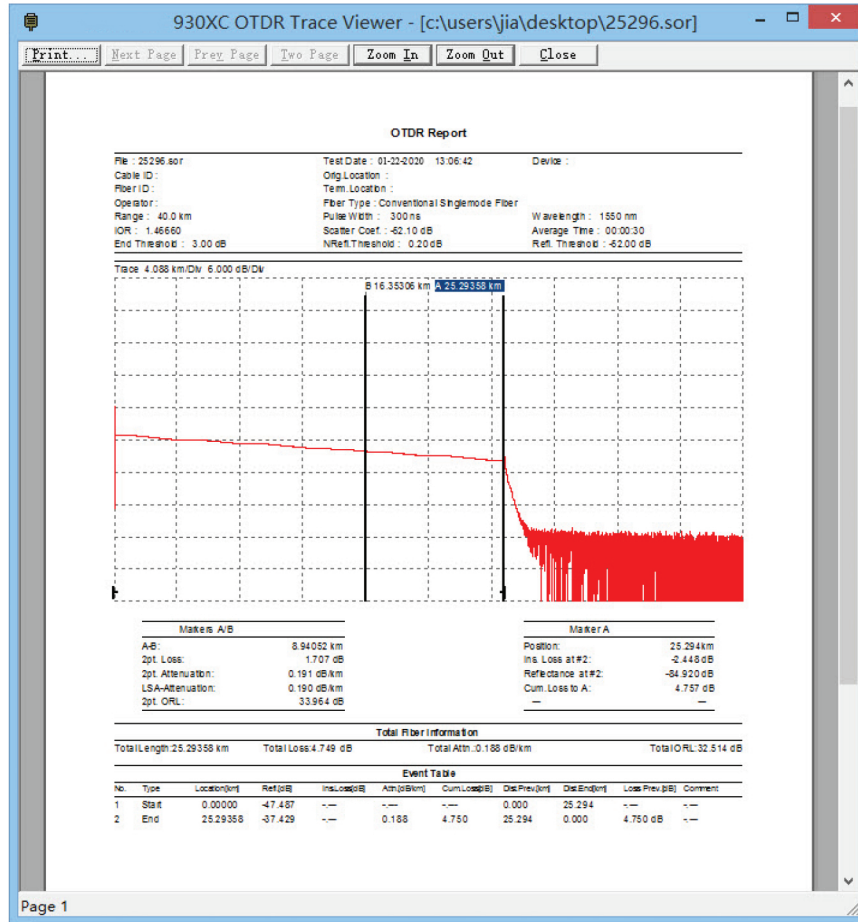 930XC OTDR Trace Viewer - [c:\users\jia\desktop\25296.sor]
Print... Next Page Prev Page Two Page Zoom In Zoom Out Close
OTDR Report
File : 25296.sor Test Date : 01-22-2020 13:06:42 Device :
Cable ID : Orig.Location :
Fiber ID : Term.Location :
Operator : Fiber Type : Conventional Singlemode Fiber
Range : 40.0 km Pulse Width : 300 ns Wavelength : 1550 nm
IOR : 1.46660 Scatter Coef. : -62.10 dB Average Time : 00:00:30
End Threshold : 3.00 dB NRefl.Threshold : 0.20 dB Refl. Threshold : -62.00 dB
Trace 4.088 km/Div 6.000 dB/Div
B 16.35306 km A 25.29358 km
Markers A/B Marker A
A-B: 8.94052 km Position: 25.294km
2pt. Loss: 1.707 dB Ins. Loss at #2: -2.448 dB
2pt. Attenuation: 0.191 dB/km Reflectance at #2: -84.920 dB
LSA-Attenuation: 0.190 dB/km Cum. Loss to A: 4.757 dB
2pt. ORL: 33.964 dB — —
Total Fiber Information
Total Length:25.29358 km Total Loss:4.749 dB Total Attn.:0.188 dB/km Total ORL:32.514 dB
Event Table
No. Type Location[km] Refl.[dB] Ins.Loss[dB] Attn.[dB/km] Cum.Loss[dB] Dist.Prev.[km] Dist.End[km] Loss Prev.[dB] Comment
1 Start 0.00000 -47.487 -.— -.— -.— 0.000 25.294 -.— -.—
2 End 25.29358 -37.429 -.— 0.188 4.750 25.294 0.000 4.750 dB -.—
Page 1